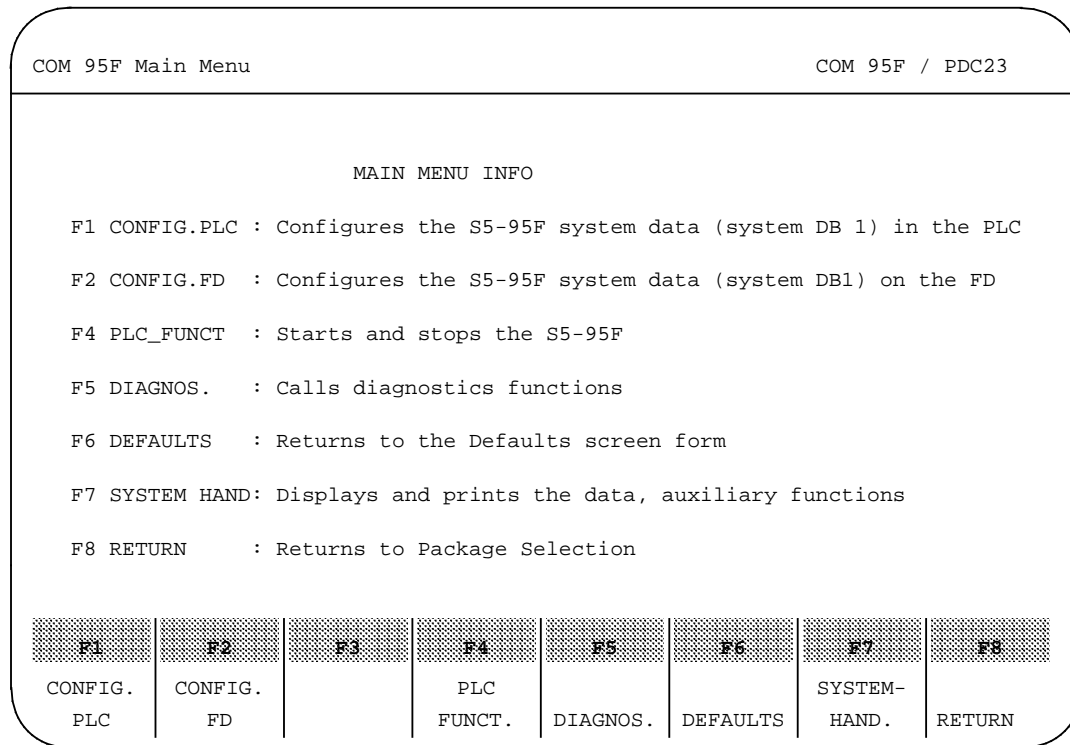 COM 95F Main Menu COM 95F / PDC23
MAIN MENU INFO
F1 CONFIG.PLC : Configures the S5-95F system data (system DB 1) in the PLC
F2 CONFIG.FD : Configures the S5-95F system data (system DB1) on the FD
F4 PLC_FUNCT : Starts and stops the S5-95F
F5 DIAGNOS. : Calls diagnostics functions
F6 DEFAULTS : Returns to the Defaults screen form
F7 SYSTEM HAND: Displays and prints the data, auxiliary functions
F8 RETURN : Returns to Package Selection
F1 F2 F3 F4 F5 F6 F7 F8
CONFIG. CONFIG. PLC SYSTEM-
PLC FD FUNCT. DIAGNOS. DEFAULTS HAND. RETURN